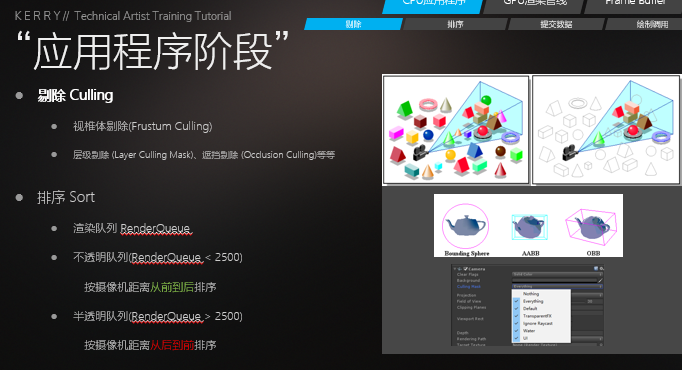 KERRY// Technical Artist Training Tutorial
CPU应用程序
GPU渲染管线
Frame Buffer
剔除
排序
提交数据
绘制调用
“应用程序阶段”
剔除 Culling
视椎体剔除(Frustum Culling)
层级剔除 (Layer Culling Mask)、遮挡剔除 (Occlusion Culling)等等
排序 Sort
渲染队列 RenderQueue
不透明队列(RenderQueue < 2500)
按摄像机距离从前到后排序
半透明队列(RenderQueue > 2500)
按摄像机距离从后到前排序
Bounding Sphere
AABB
OBB
Camera
Clear Flags
Solid Color
Background
Culling Mask
Everything
Projection
Field of View
Clipping Planes
Viewport Rect
Depth
Rendering Path
Target Texture
Nothing
Everything
Default
TransparentFX
Ignore Raycast
Water
UI